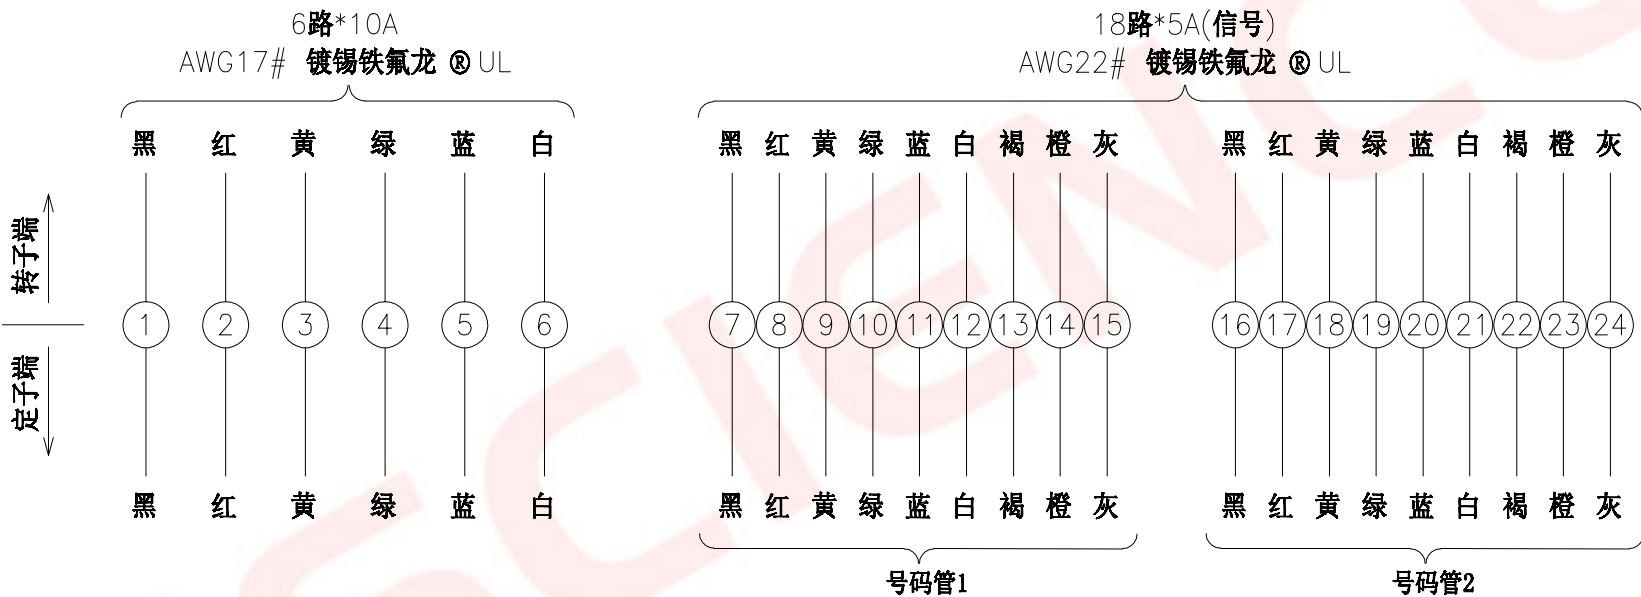 6路*10A
AWG17# 镀锡铁氟龙 ® UL
18路*5A(信号)
AWG22# 镀锡铁氟龙 ® UL
黑 红 黄 绿 蓝 白
黑 红 黄 绿 蓝 白 褐 橙 灰
黑 红 黄 绿 蓝 白 褐 橙 灰
转子端
1 2 3 4 5 6
7 8 9 10 11 12 13 14 15
16 17 18 19 20 21 22 23 24
定子端
黑 红 黄 绿 蓝 白
黑 红 黄 绿 蓝 白 褐 橙 灰
黑 红 黄 绿 蓝 白 褐 橙 灰
号码管1
号码管2